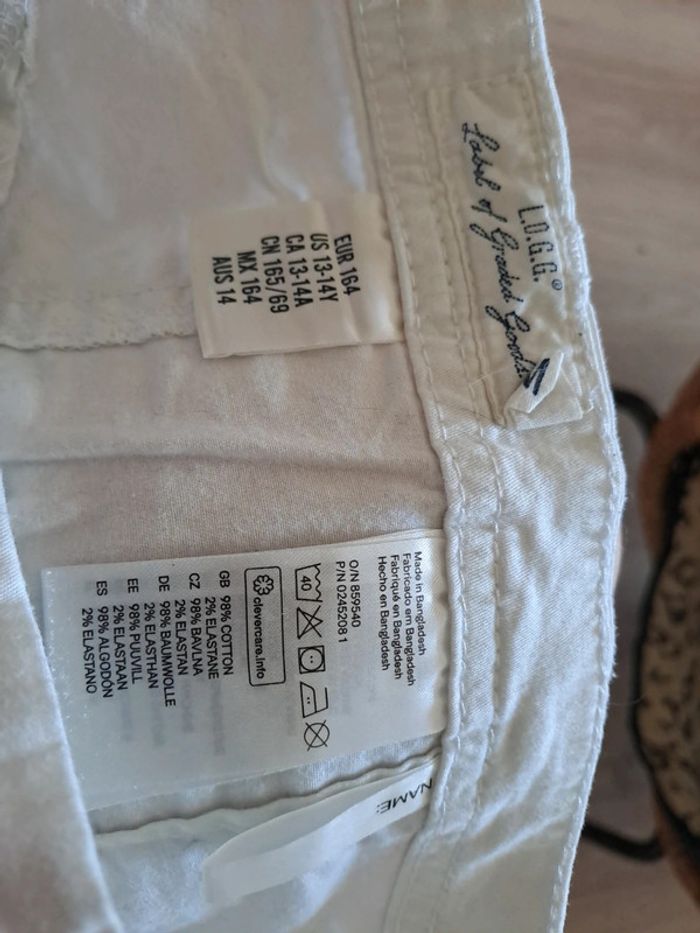 L.O.G.G.®
Label of Graded Goods
EUR 164
US 13-14Y
CA 13-14A
CN 165/69
MX 164
AUS 14
Made in Bangladesh
Fabricado em Bangladesh
Fabriqué en Bangladesh
Hecho en Bangladesh
O/N 859540
P/N 02452081
40
clevercare.info
GB 98% COTTON
2% ELASTANE
CZ 98% BAVLNA
2% ELASTAN
DE 98% BAUMWOLLE
2% ELASTHAN
EE 98% PUUVILL
2% ELASTAAN
ES 98% ALGODÓN
2% ELASTANO
NAME: